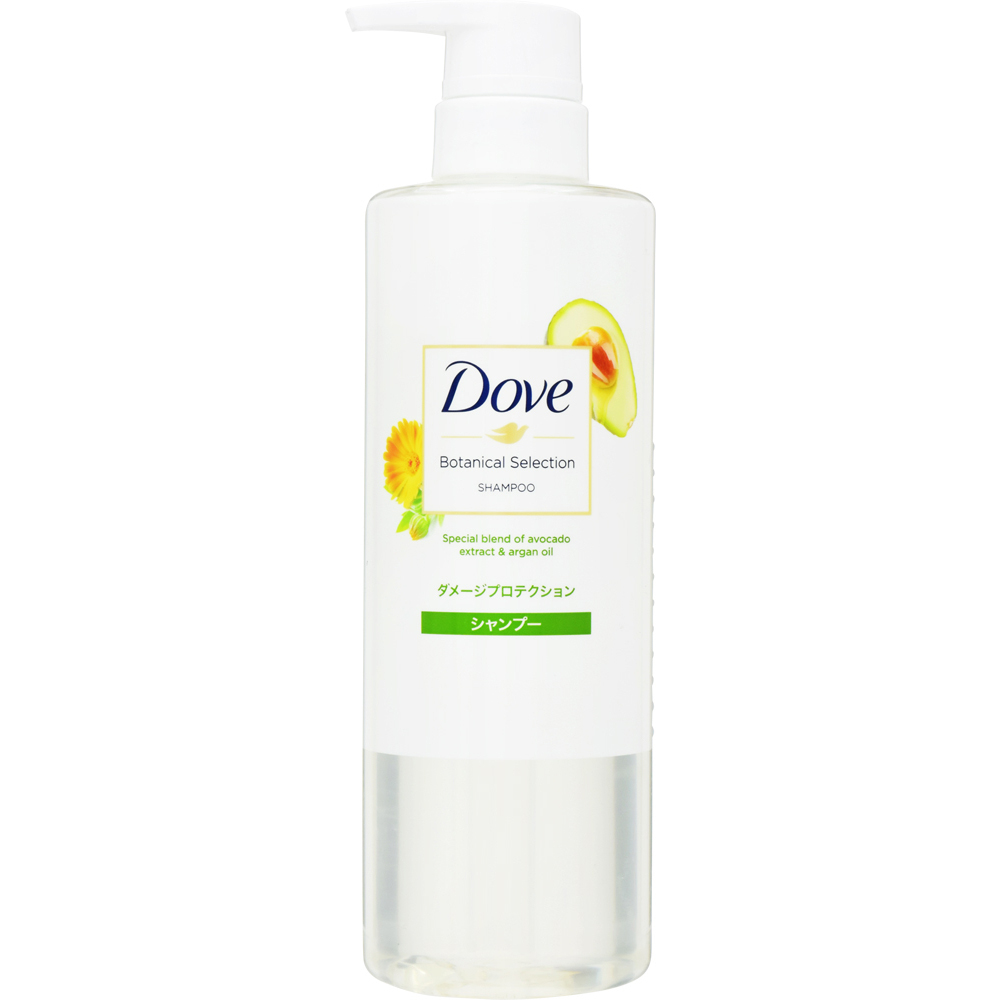 Dove
Botanical Selection
SHAMPOO
Special blend of avocado
extract & argan oil
ダメージプロテクション
シャンプー